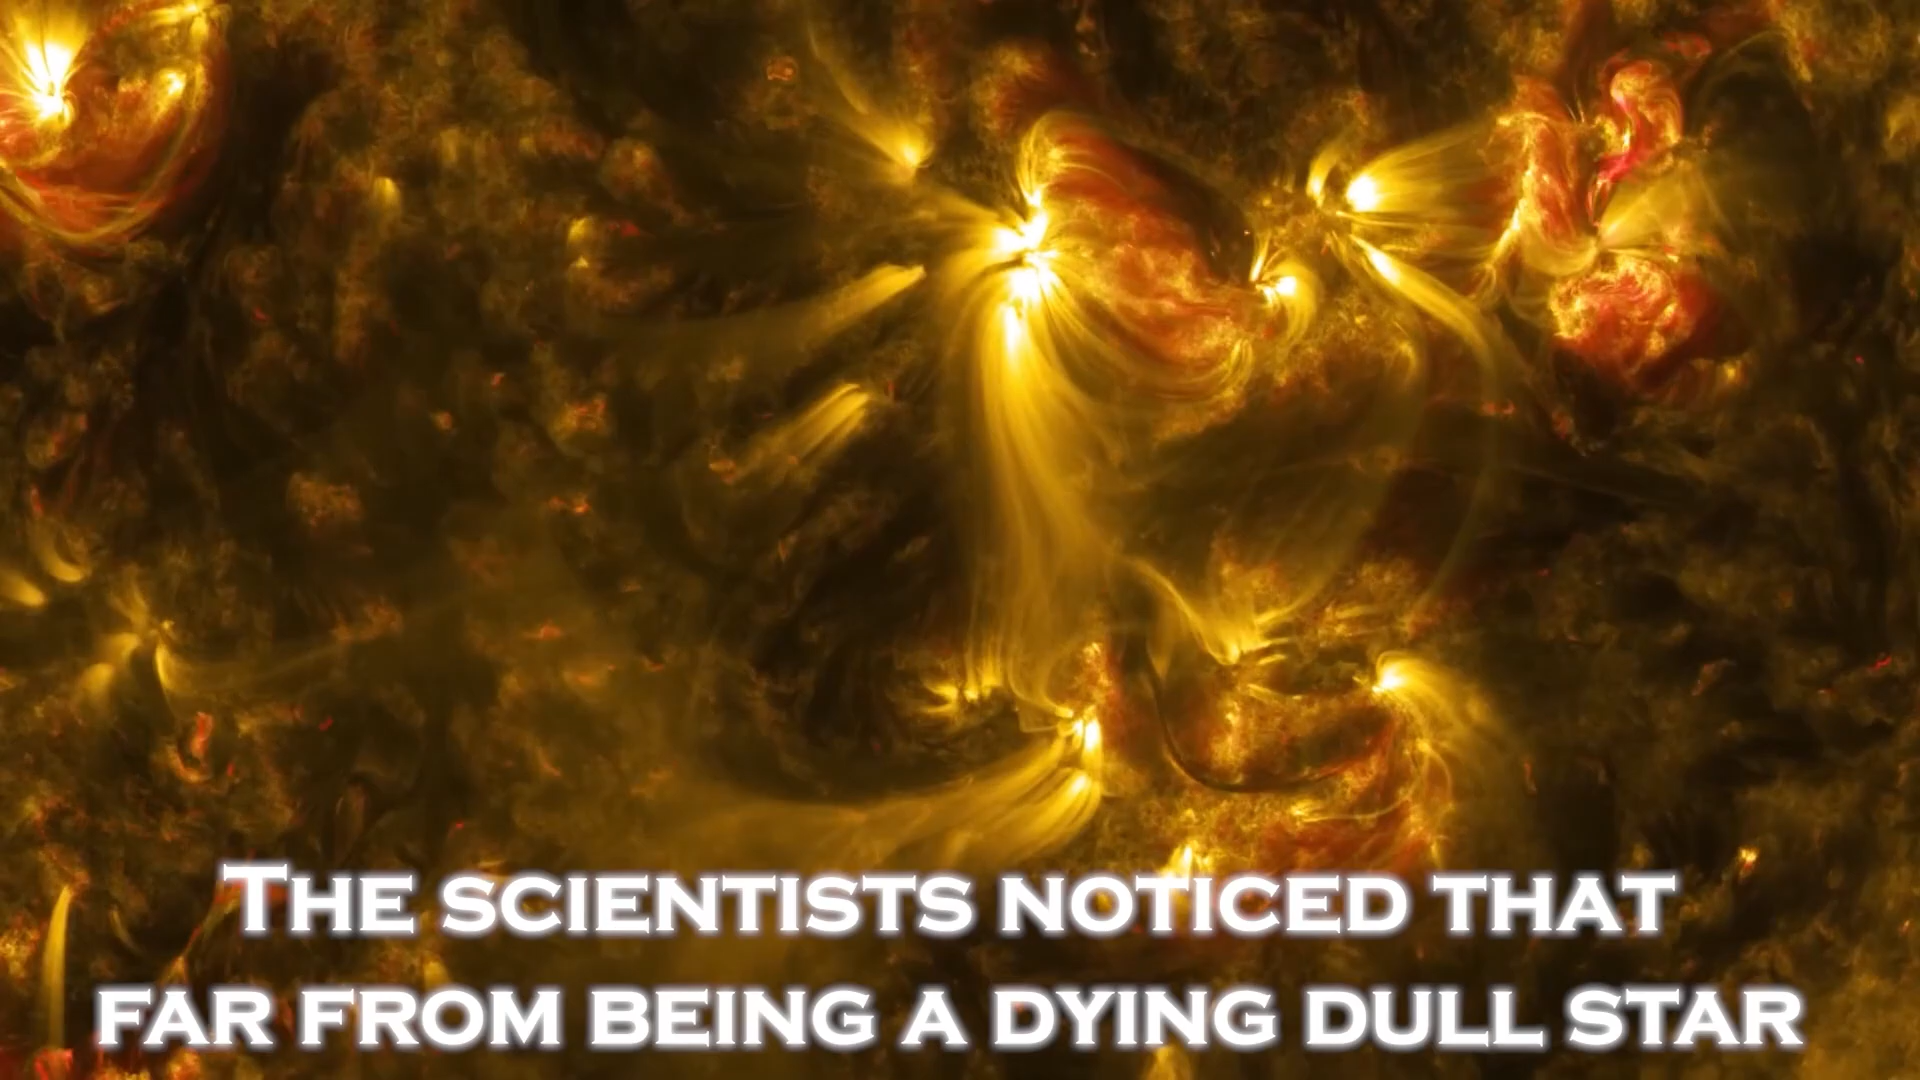 The scientists noticed that
far from being a dying dull star